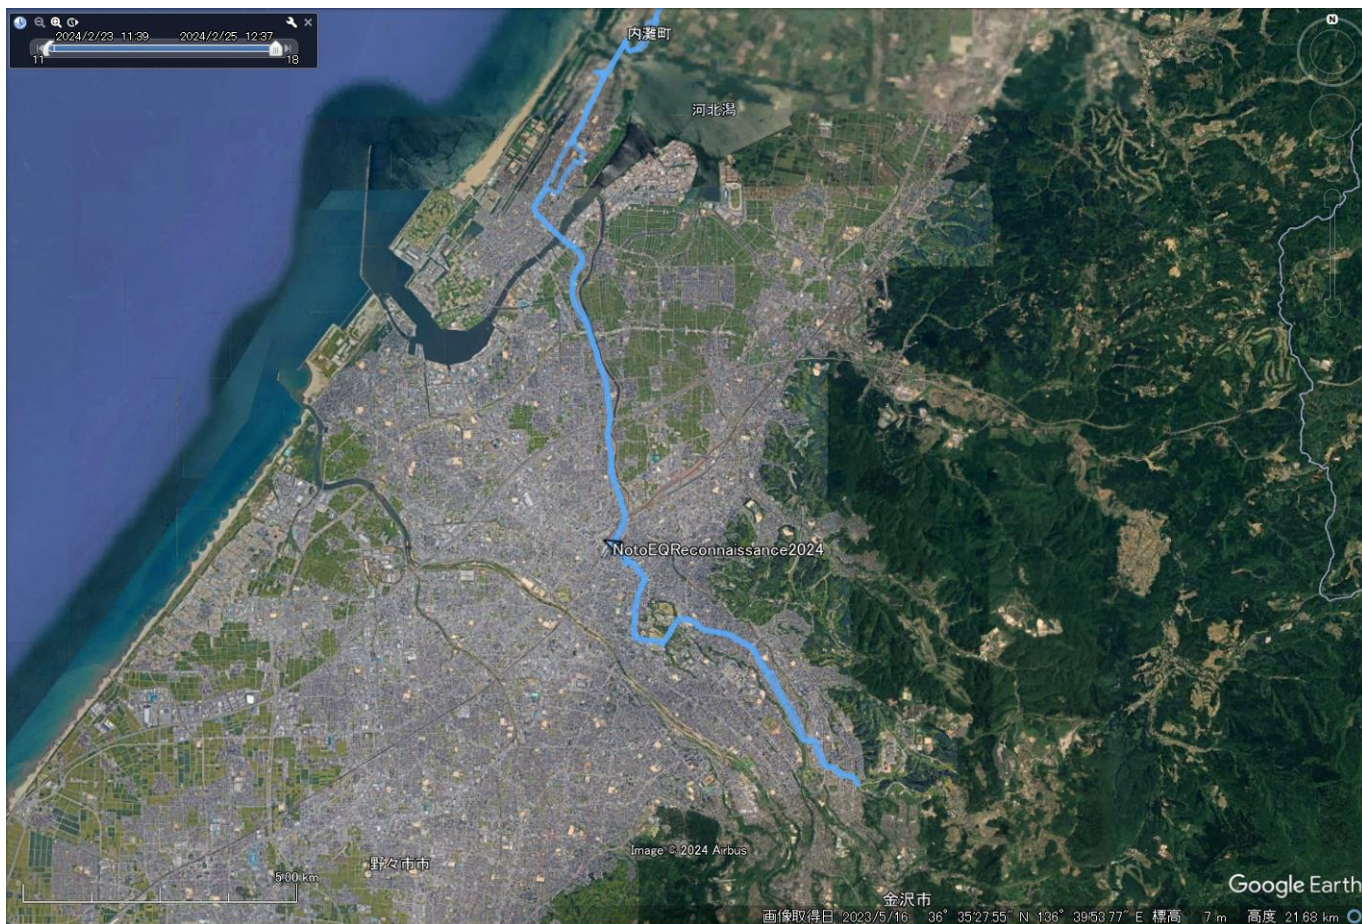 2024/2/23 11:39 2024/2/25 12:37
11 18
N
内灘町
河北潟
NotoEQReconnaissance2024
Image © 2024 Airbus
野々市市
5.00 km
金沢市
Google Earth
画像取得日 2023/5/16 36°35'27.55" N 136°39'53.77" E 標高 7 m 高度 21.68 km